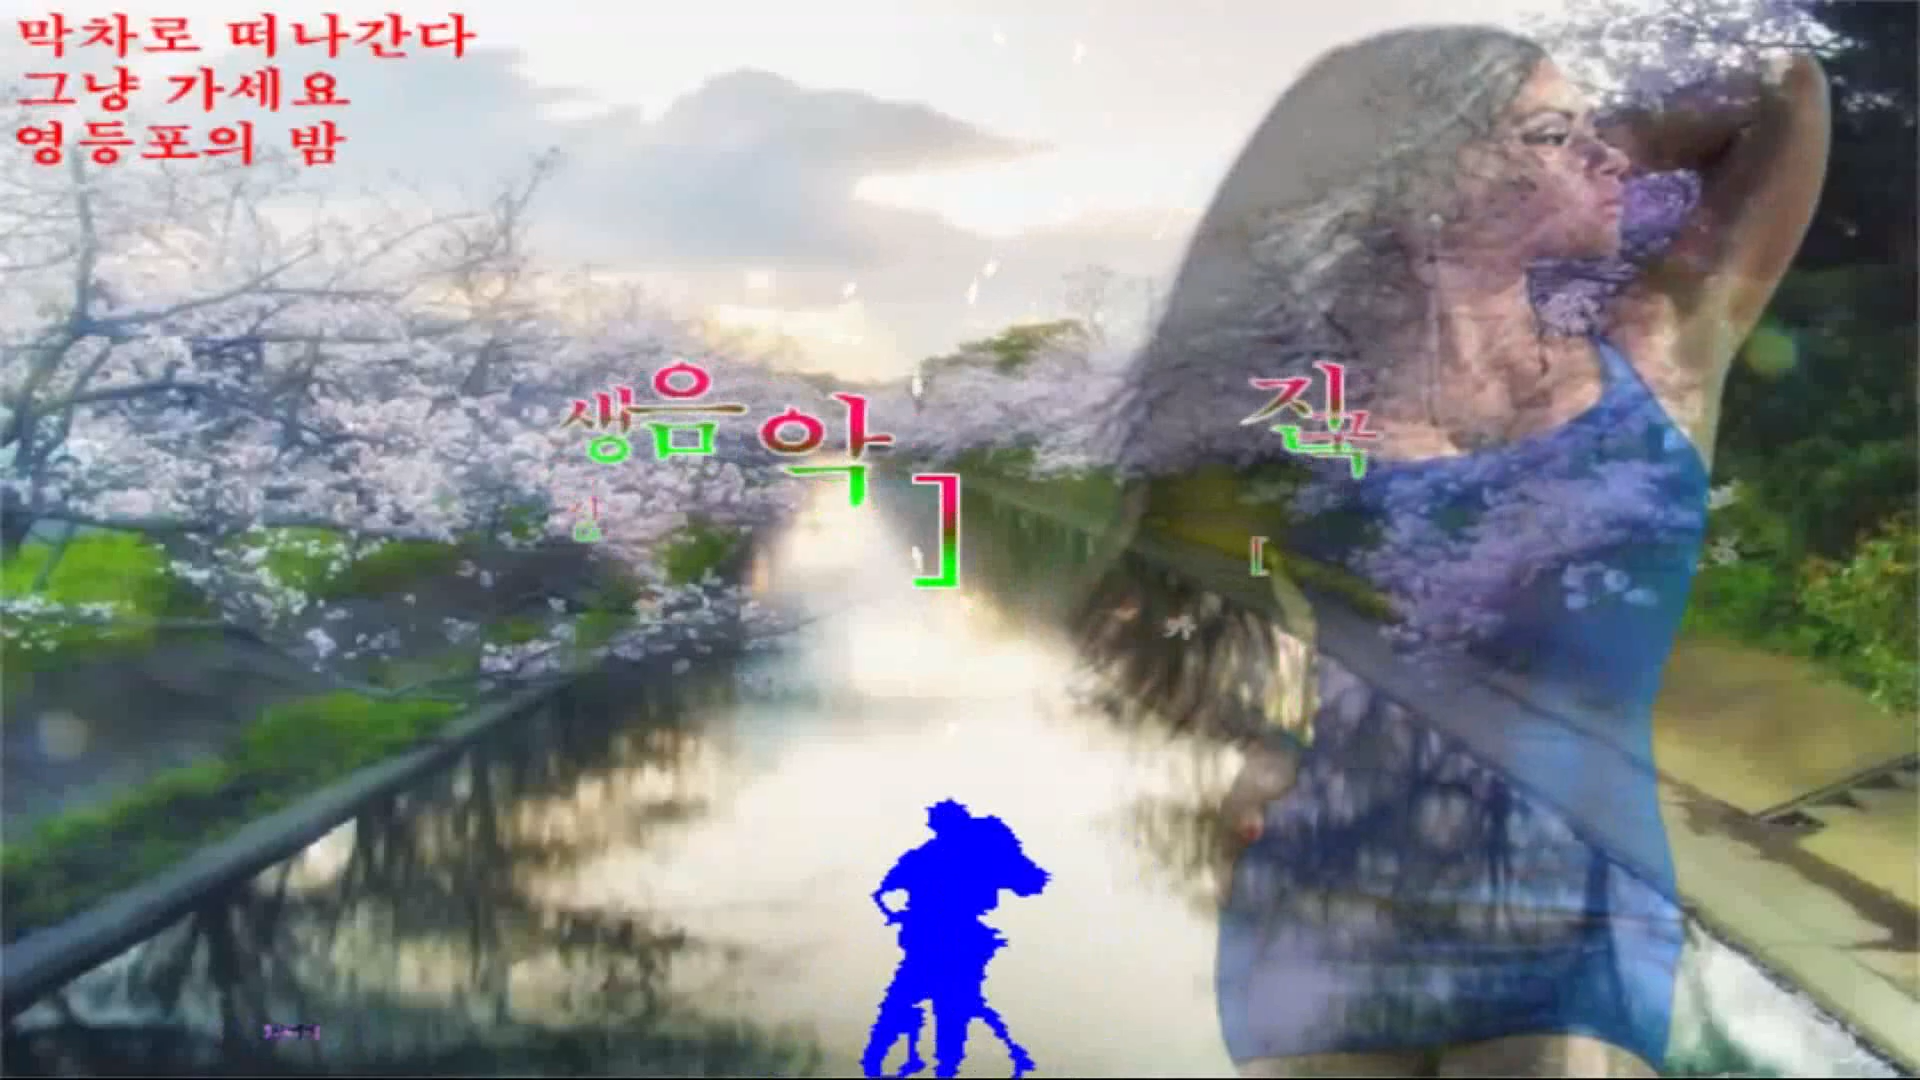 막차로 떠나간다
그냥 가세요
영등포의 밤
생음악]
[